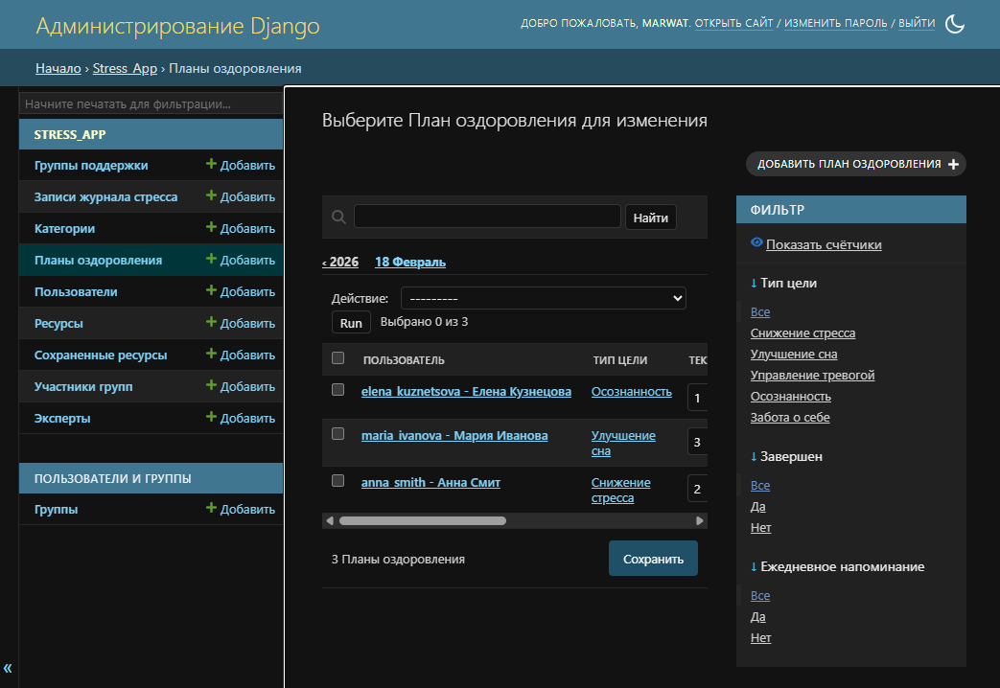 Администрирование Django
ДОБРО ПОЖАЛОВАТЬ, MARWAT. ОТКРЫТЬ САЙТ / ИЗМЕНИТЬ ПАРОЛЬ / ВЫЙТИ
Начало › Stress_App › Планы оздоровления
Начните печатать для фильтрации...
STRESS_APP
Группы поддержки + Добавить
Записи журнала стресса + Добавить
Категории + Добавить
Планы оздоровления + Добавить
Пользователи + Добавить
Ресурсы + Добавить
Сохраненные ресурсы + Добавить
Участники групп + Добавить
Эксперты + Добавить
ПОЛЬЗОВАТЕЛИ И ГРУППЫ
Группы + Добавить
«
Выберите План оздоровления для изменения
ДОБАВИТЬ ПЛАН ОЗДОРОВЛЕНИЯ +
Найти
‹ 2026 18 Февраль
Действие: ---------
Run Выбрано 0 из 3
ПОЛЬЗОВАТЕЛЬ ТИП ЦЕЛИ ТЕК
elena_kuznetsova - Елена Кузнецова Осознанность 1
maria_ivanova - Мария Иванова Улучшение сна 3
anna_smith - Анна Смит Снижение стресса 2
3 Планы оздоровления Сохранить
ФИЛЬТР
Показать счётчики
↓ Тип цели
Все
Снижение стресса
Улучшение сна
Управление тревогой
Осознанность
Забота о себе
↓ Завершен
Все
Да
Нет
↓ Ежедневное напоминание
Все
Да
Нет